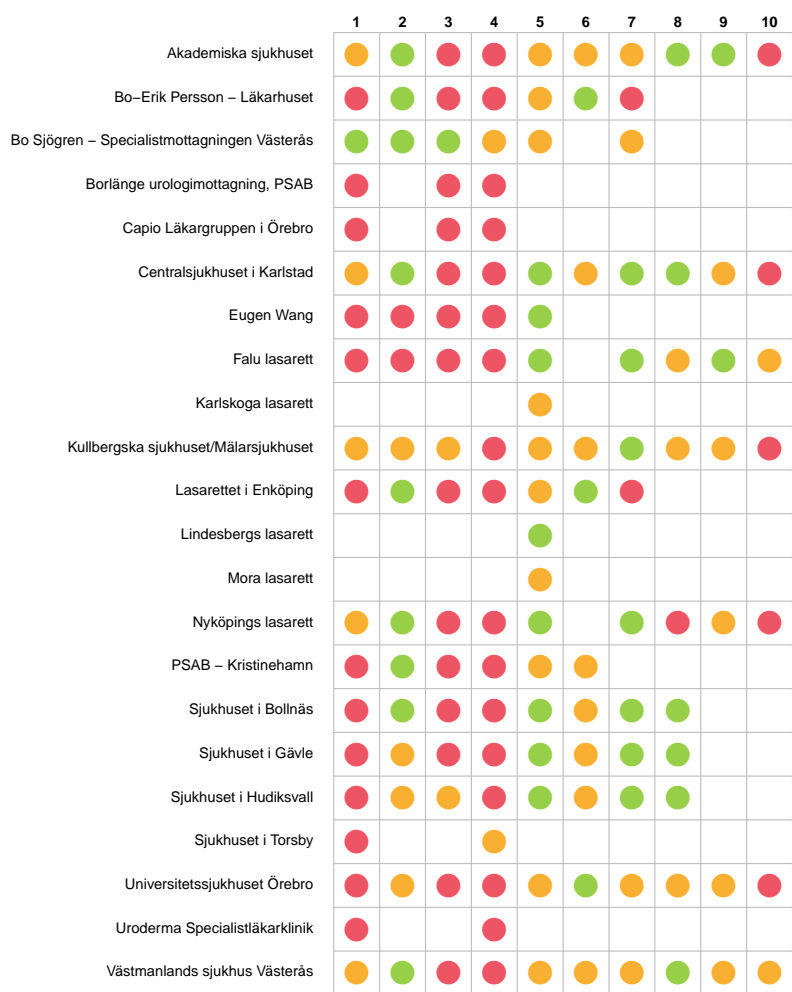 1 2 3 4 5 6 7 8 9 10
Akademiska sjukhuset
Bo−Erik Persson − Läkarhuset
Bo Sjögren − Specialistmottagningen Västerås
Borlänge urologimottagning, PSAB
Capio Läkargruppen i Örebro
Centralsjukhuset i Karlstad
Eugen Wang
Falu lasarett
Karlskoga lasarett
Kullbergska sjukhuset/Mälarsjukhuset
Lasarettet i Enköping
Lindesbergs lasarett
Mora lasarett
Nyköpings lasarett
PSAB − Kristinehamn
Sjukhuset i Bollnäs
Sjukhuset i Gävle
Sjukhuset i Hudiksvall
Sjukhuset i Torsby
Universitetssjukhuset Örebro
Uroderma Specialistläkarklinik
Västmanlands sjukhus Västerås